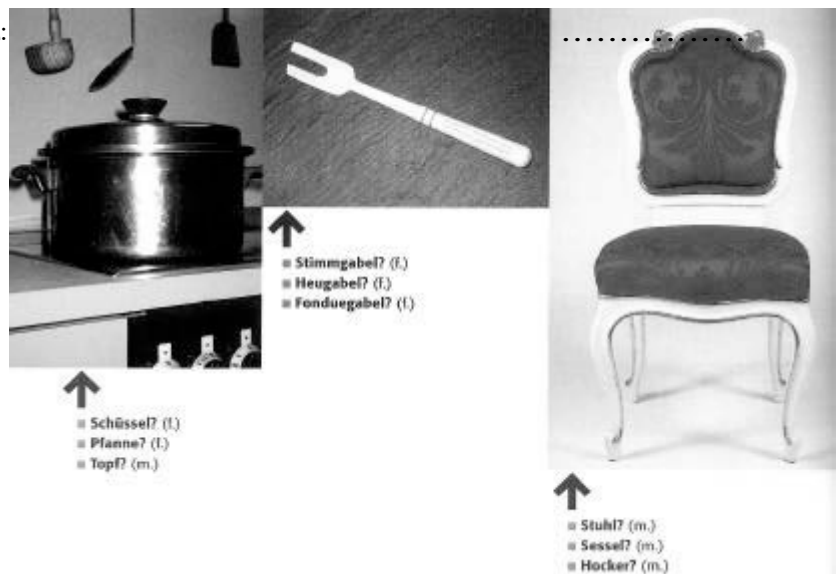 :
....................
■ Stimmgabel? (f.)
■ Heugabel? (f.)
■ Fonduegabel? (f.)
■ Schüssel? (f.)
■ Pfanne? (f.)
■ Topf? (m.)
■ Stuhl? (m.)
■ Sessel? (m.)
■ Hocker? (m.)